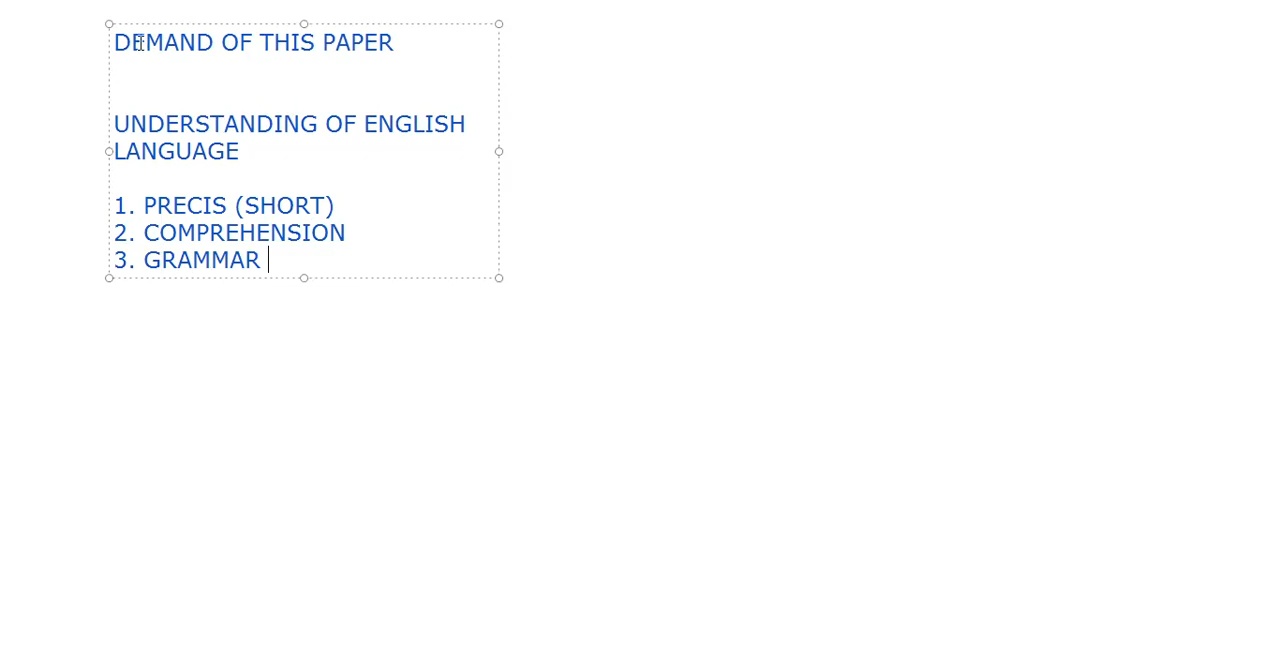 DEMAND OF THIS PAPER
UNDERSTANDING OF ENGLISH
LANGUAGE
1. PRECIS (SHORT)
2. COMPREHENSION
3. GRAMMAR